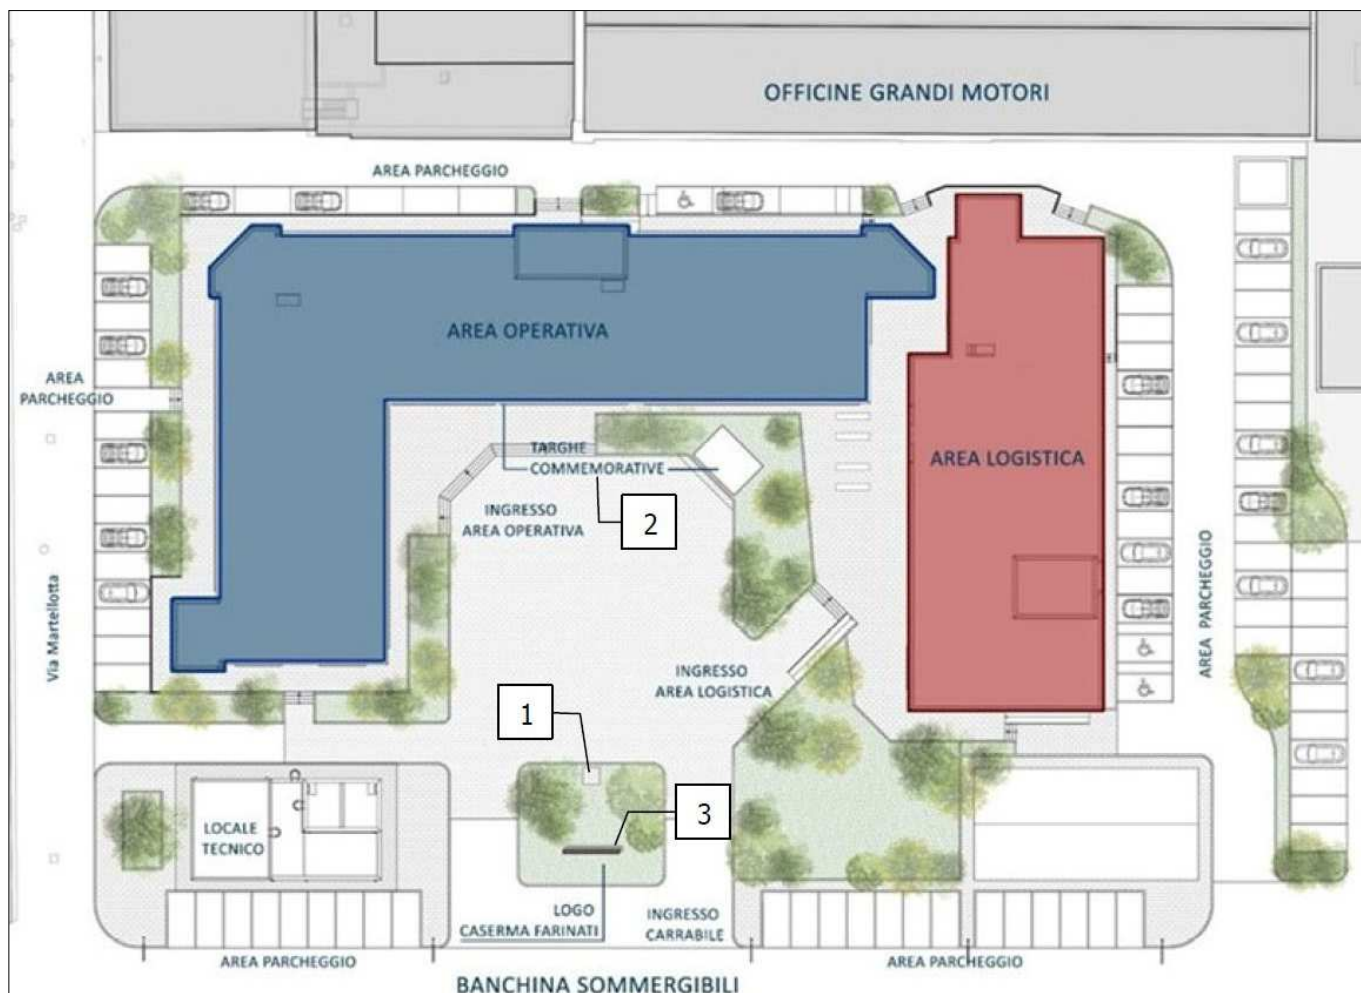 OFFICINE GRANDI MOTORI
AREA PARCHEGGIO
AREA OPERATIVA
AREA
PARCHEGGIO
TARGHE
COMMEMORATIVE
AREA LOGISTICA
INGRESSO
AREA OPERATIVA
2
Via Martellotta
AREA PARCHEGGIO
INGRESSO
AREA LOGISTICA
1
3
LOCALE
TECNICO
LOGO
CASERMA FARINATI
INGRESSO
CARRABILE
AREA PARCHEGGIO
AREA PARCHEGGIO
BANCHINA SOMMERGIBILI